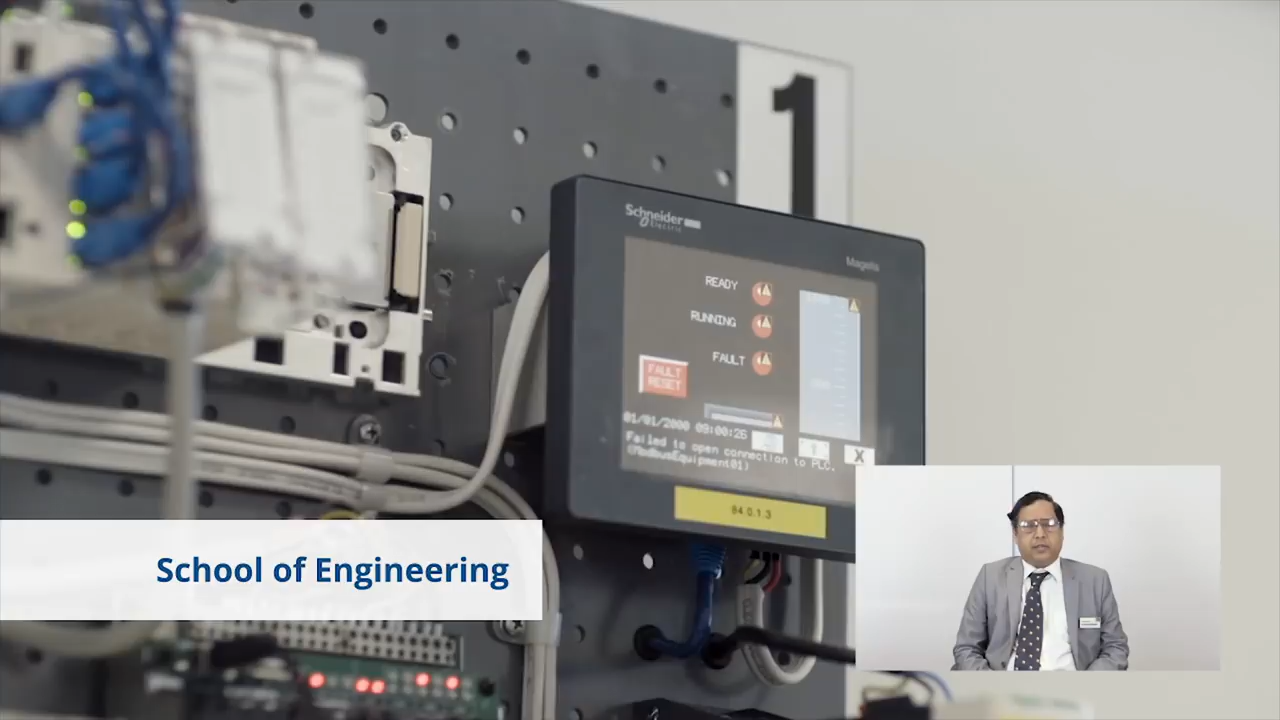 1
Schneider
Electric
Magelis
READY
RUNNING
FAULT
FAULT
RESET
01/01/2000 09:00:26
Failed to open connection to PLC.
(ModbusEquipment01)
X
84.0.1.3
School of Engineering